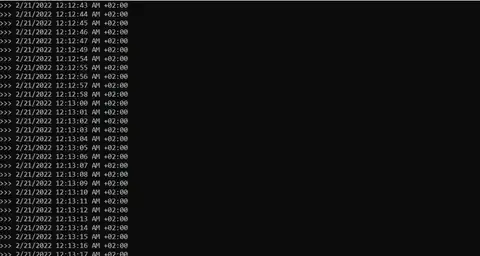 >>> 2/21/2022 12:12:43 AM +02:00
>>> 2/21/2022 12:12:44 AM +02:00
>>> 2/21/2022 12:12:45 AM +02:00
>>> 2/21/2022 12:12:46 AM +02:00
>>> 2/21/2022 12:12:47 AM +02:00
>>> 2/21/2022 12:12:49 AM +02:00
>>> 2/21/2022 12:12:54 AM +02:00
>>> 2/21/2022 12:12:55 AM +02:00
>>> 2/21/2022 12:12:56 AM +02:00
>>> 2/21/2022 12:12:57 AM +02:00
>>> 2/21/2022 12:12:58 AM +02:00
>>> 2/21/2022 12:13:00 AM +02:00
>>> 2/21/2022 12:13:01 AM +02:00
>>> 2/21/2022 12:13:02 AM +02:00
>>> 2/21/2022 12:13:03 AM +02:00
>>> 2/21/2022 12:13:04 AM +02:00
>>> 2/21/2022 12:13:05 AM +02:00
>>> 2/21/2022 12:13:06 AM +02:00
>>> 2/21/2022 12:13:07 AM +02:00
>>> 2/21/2022 12:13:08 AM +02:00
>>> 2/21/2022 12:13:09 AM +02:00
>>> 2/21/2022 12:13:10 AM +02:00
>>> 2/21/2022 12:13:11 AM +02:00
>>> 2/21/2022 12:13:12 AM +02:00
>>> 2/21/2022 12:13:13 AM +02:00
>>> 2/21/2022 12:13:14 AM +02:00
>>> 2/21/2022 12:13:15 AM +02:00
>>> 2/21/2022 12:13:16 AM +02:00
>>> 2/21/2022 12:13:17 AM +02:00